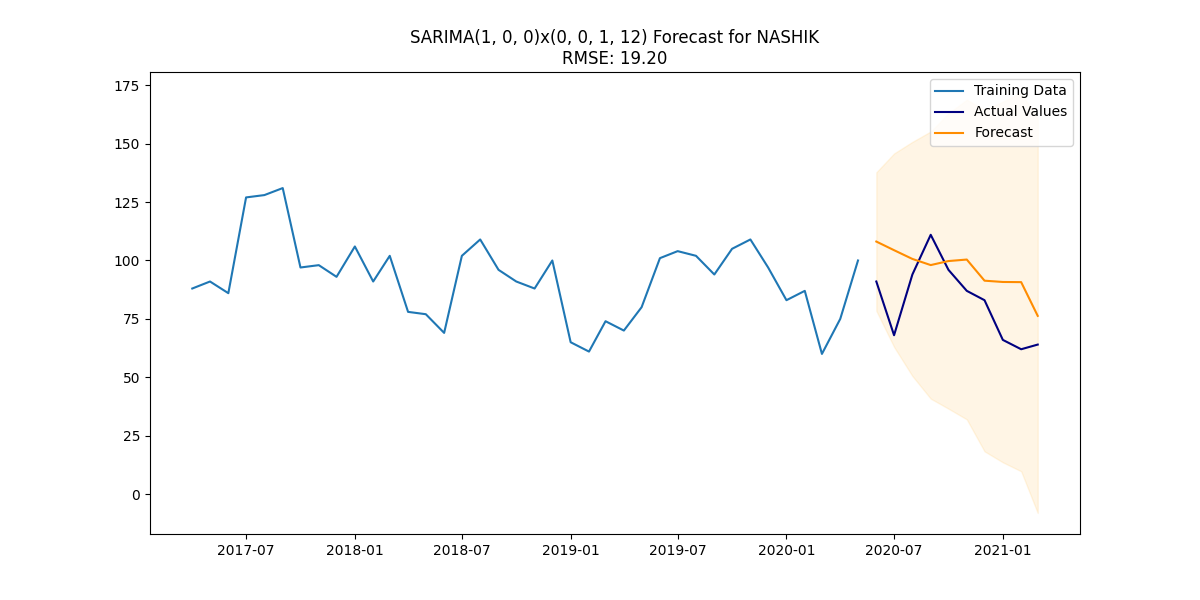 SARIMA(1, 0, 0)x(0, 0, 1, 12) Forecast for NASHIK
RMSE: 19.20
Training Data
Actual Values
Forecast
175
150
125
100
75
50
25
0
2017-07 2018-01 2018-07 2019-01 2019-07 2020-01 2020-07 2021-01